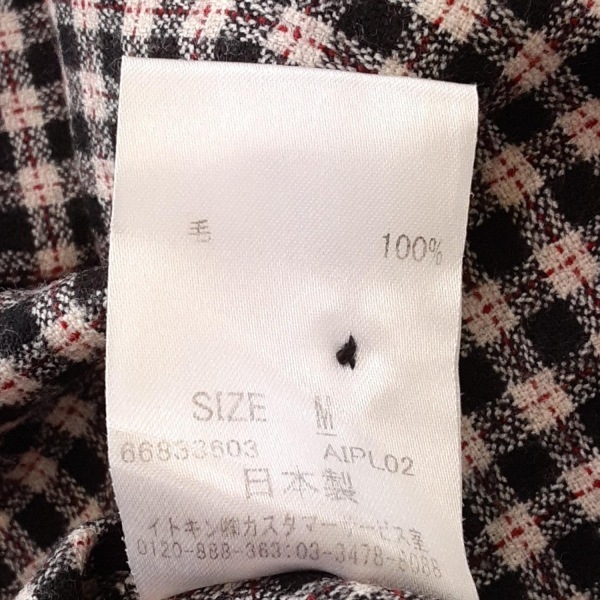 毛 100%
SIZE M
66833603 AIPL02
日本製
イトキン㈱カスタマーサービス室
0120-888-363:03-3478-8088